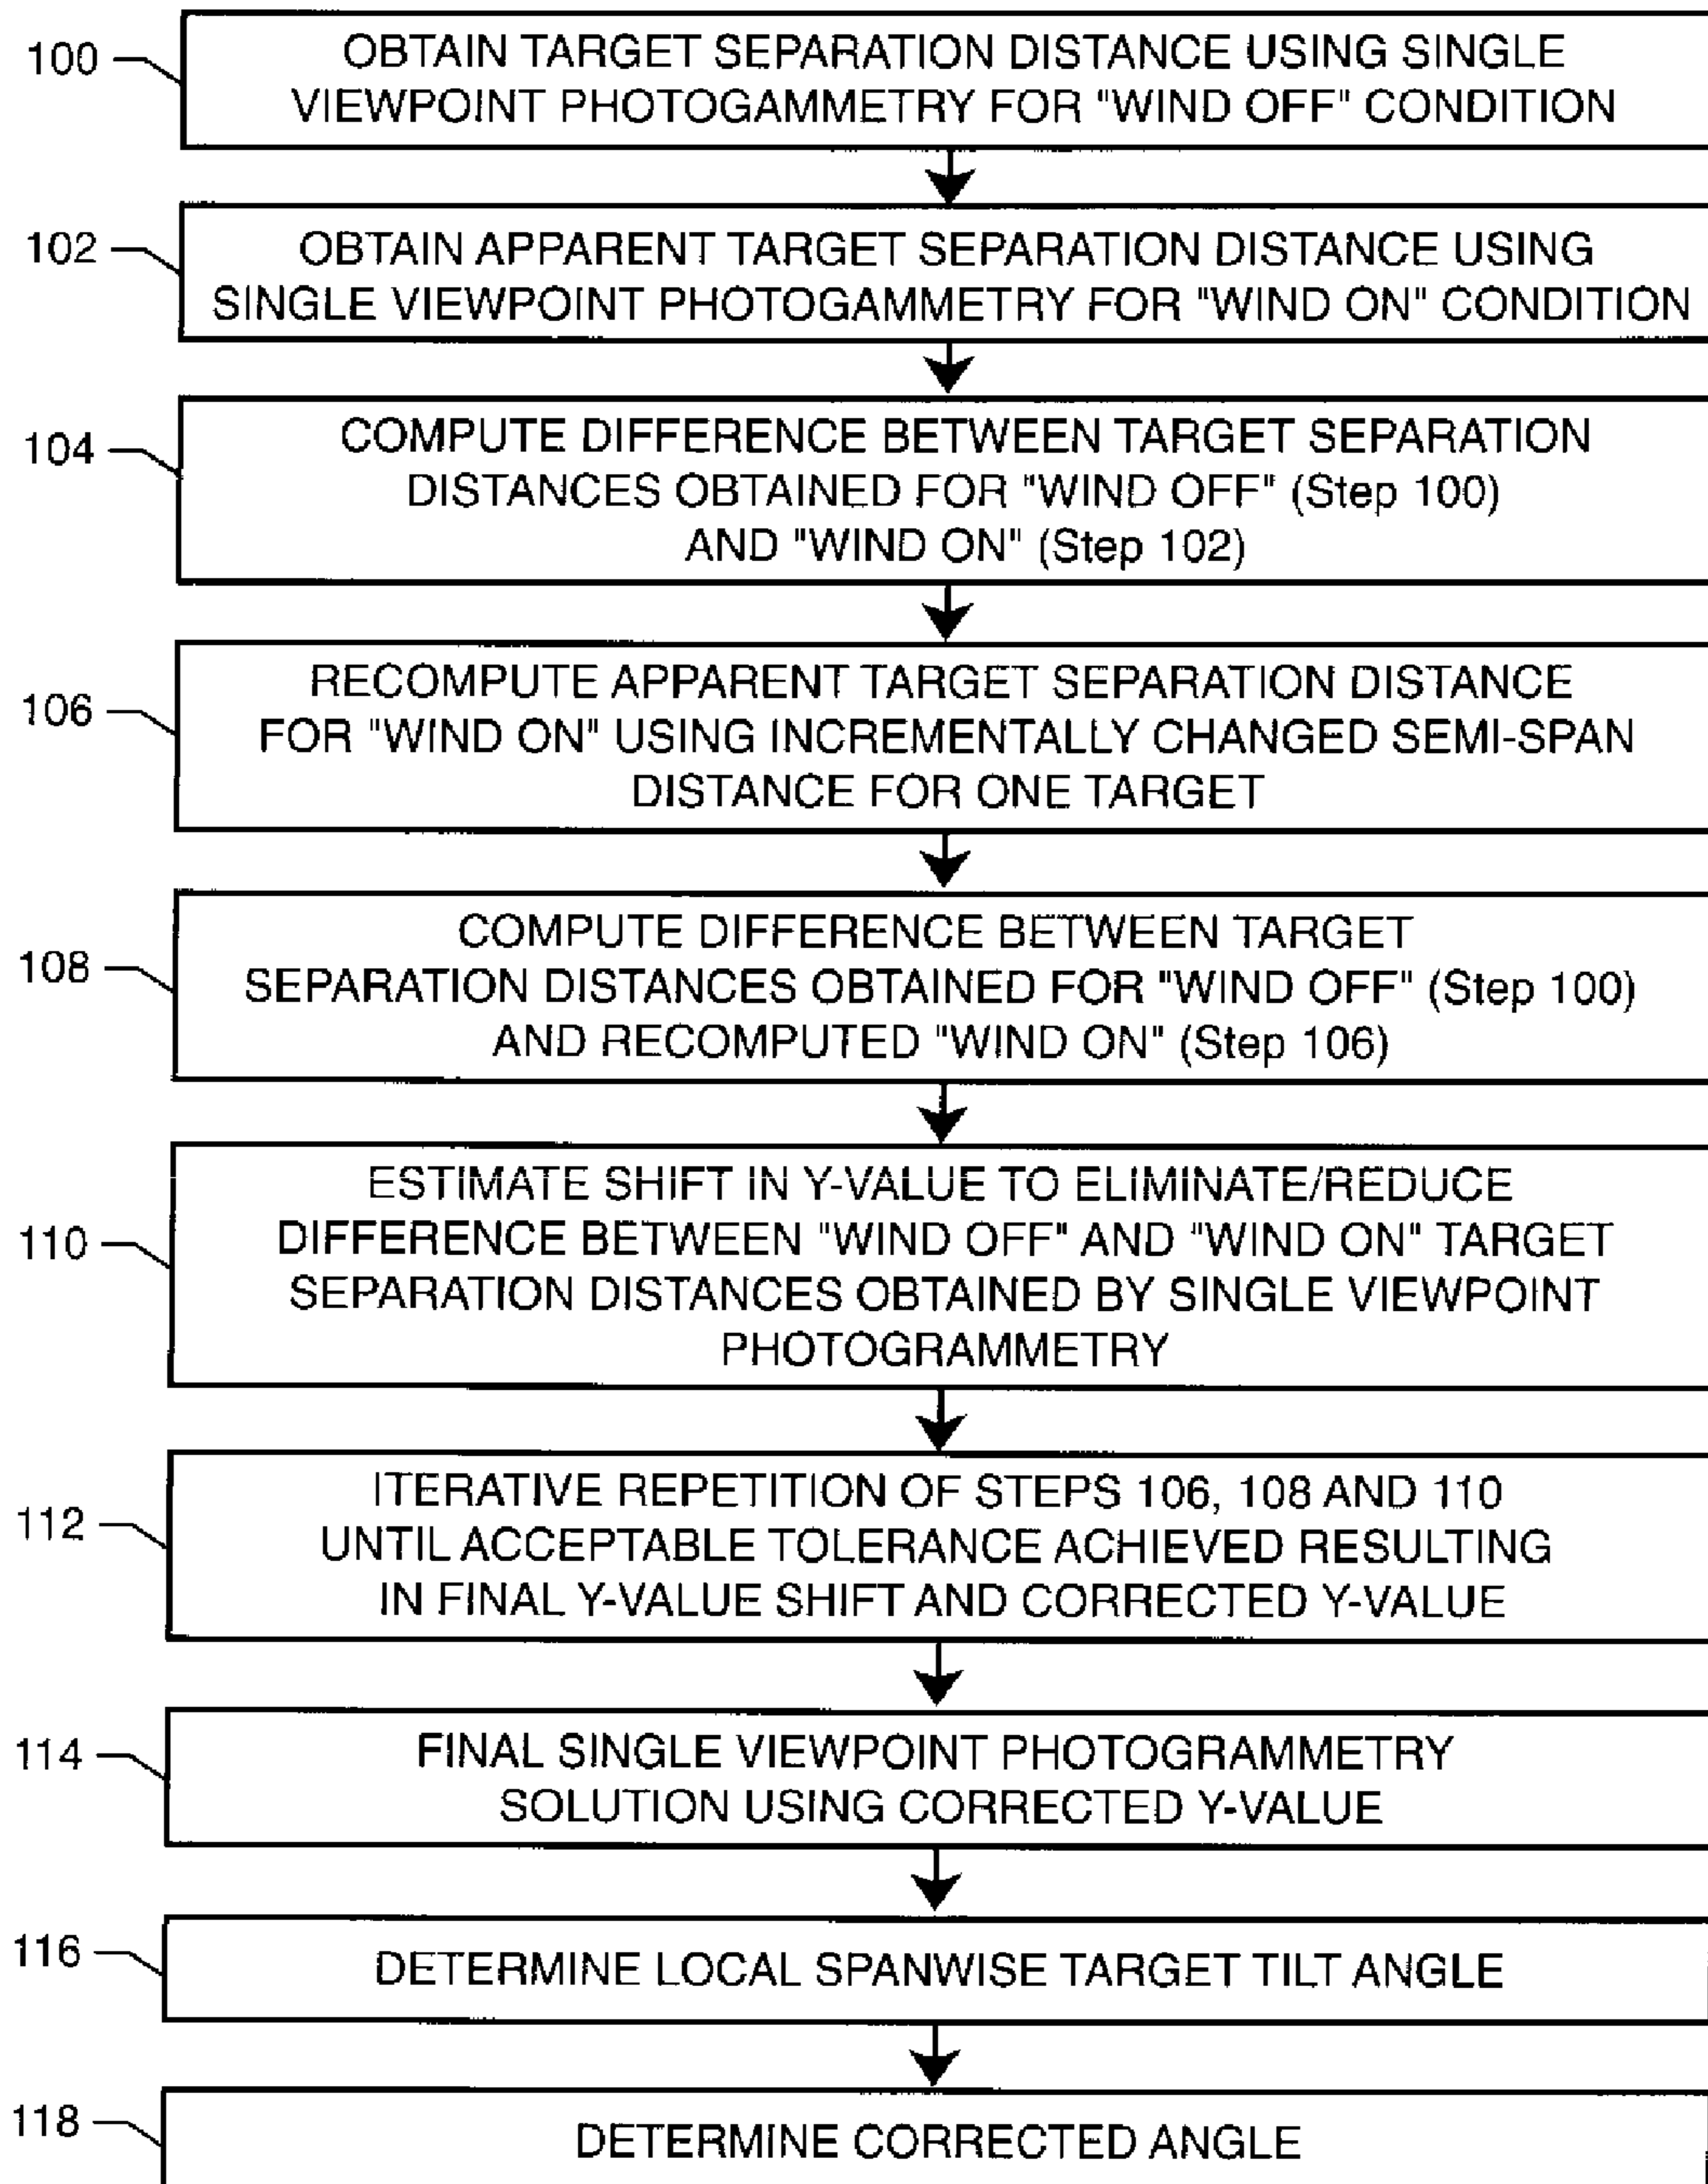 100
OBTAIN TARGET SEPARATION DISTANCE USING SINGLE
VIEWPOINT PHOTOGAMMETRY FOR "WIND OFF" CONDITION
102
OBTAIN APPARENT TARGET SEPARATION DISTANCE USING
SINGLE VIEWPOINT PHOTOGAMMETRY FOR "WIND ON" CONDITION
104
COMPUTE DIFFERENCE BETWEEN TARGET SEPARATION
DISTANCES OBTAINED FOR "WIND OFF" (Step 100)
AND "WIND ON" (Step 102)
106
RECOMPUTE APPARENT TARGET SEPARATION DISTANCE
FOR "WIND ON" USING INCREMENTALLY CHANGED SEMI-SPAN
DISTANCE FOR ONE TARGET
108
COMPUTE DIFFERENCE BETWEEN TARGET
SEPARATION DISTANCES OBTAINED FOR "WIND OFF" (Step 100)
AND RECOMPUTED "WIND ON" (Step 106)
110
ESTIMATE SHIFT IN Y-VALUE TO ELIMINATE/REDUCE
DIFFERENCE BETWEEN "WIND OFF" AND "WIND ON" TARGET
SEPARATION DISTANCES OBTAINED BY SINGLE VIEWPOINT
PHOTOGRAMMETRY
112
ITERATIVE REPETITION OF STEPS 106, 108 AND 110
UNTIL ACCEPTABLE TOLERANCE ACHIEVED RESULTING
IN FINAL Y-VALUE SHIFT AND CORRECTED Y-VALUE
114
FINAL SINGLE VIEWPOINT PHOTOGRAMMETRY
SOLUTION USING CORRECTED Y-VALUE
116
DETERMINE LOCAL SPANWISE TARGET TILT ANGLE
118
DETERMINE CORRECTED ANGLE